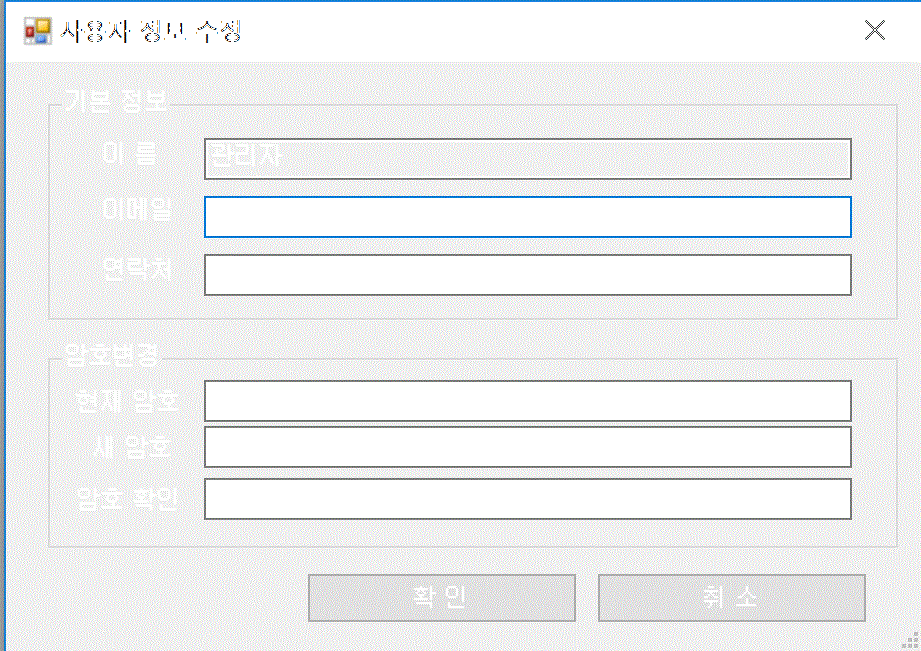 사용자 정보 수정
기본 정보
이 름 관리자
이메일
연락처
암호변경
현재 암호
새 암호
암호 확인
확 인 취 소